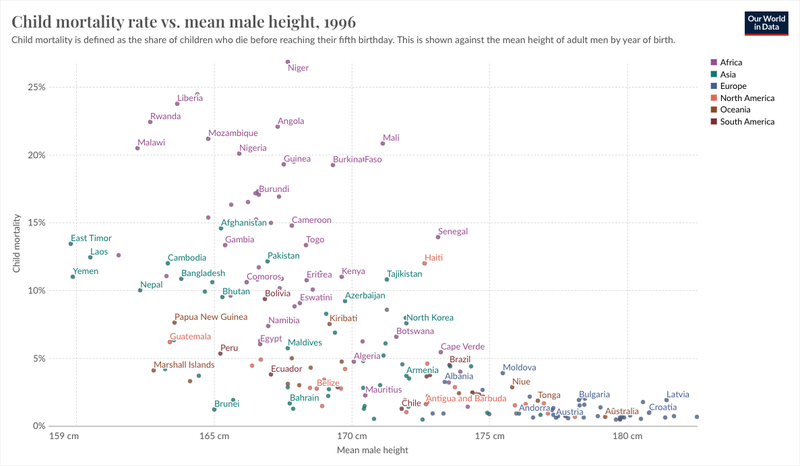 Child mortality rate vs. mean male height, 1996
Our World
in Data
Child mortality is defined as the share of children who die before reaching their fifth birthday. This is shown against the mean height of adult men by year of birth.
Africa
Asia
Europe
North America
Oceania
South America
Niger
25%
Liberia
Rwanda
Angola
Mozambique
Mali
Malawi
Nigeria
20%
Guinea
Burkina Faso
Burundi
15%
Afghanistan
Cameroon
Senegal
East Timor
Gambia
Togo
Laos
Cambodia
Pakistan
Haiti
Yemen
Bangladesh
Comoros
Eritrea
Kenya
Tajikistan
Nepal
10%
Bhutan
Bolivia
Eswatini
Azerbaijan
Papua New Guinea
Namibia
Kiribati
North Korea
Guatemala
Egypt
Maldives
Botswana
Peru
Algeria
Cape Verde
5%
Marshall Islands
Ecuador
Armenia
Brazil
Moldova
Belize
Albania
Niue
Mauritius
Brunei
Bahrain
Chile
Antigua and Barbuda
Tonga
Bulgaria
Latvia
Andorra
Austria
Australia
Croatia
0%
159 cm
165 cm
170 cm
175 cm
180 cm
Mean male height
Child mortality